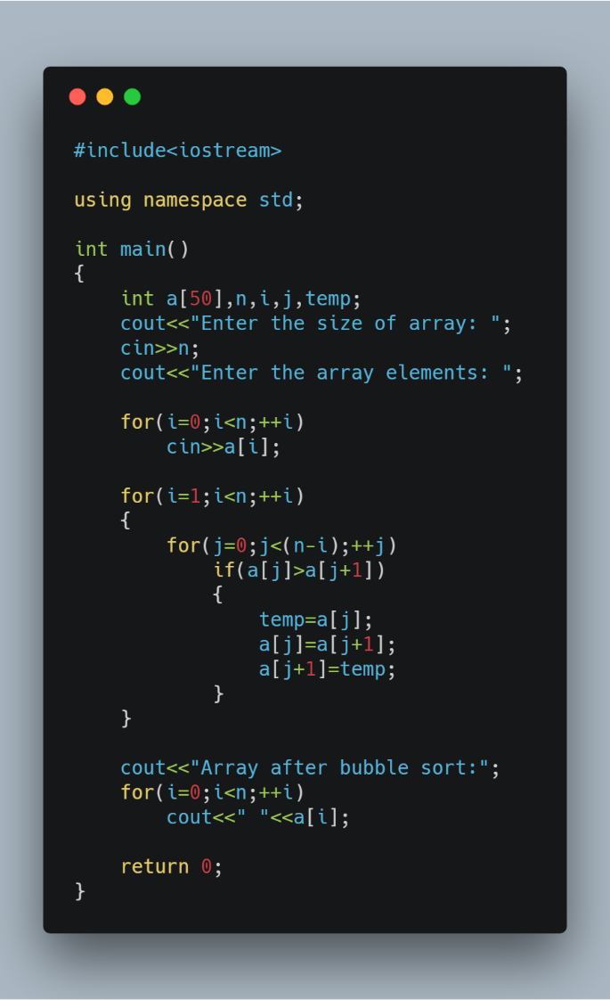 #include<iostream>

using namespace std;

int main()
{
    int a[50],n,i,j,temp;
    cout<<"Enter the size of array: ";
    cin>>n;
    cout<<"Enter the array elements: ";

    for(i=0;i<n;++i)
        cin>>a[i];

    for(i=1;i<n;++i)
    {
        for(j=0;j<(n-i);++j)
            if(a[j]>a[j+1])
            {
                temp=a[j];
                a[j]=a[j+1];
                a[j+1]=temp;
            }
    }

    cout<<"Array after bubble sort:";
    for(i=0;i<n;++i)
        cout<<" "<<a[i];

    return 0;
}